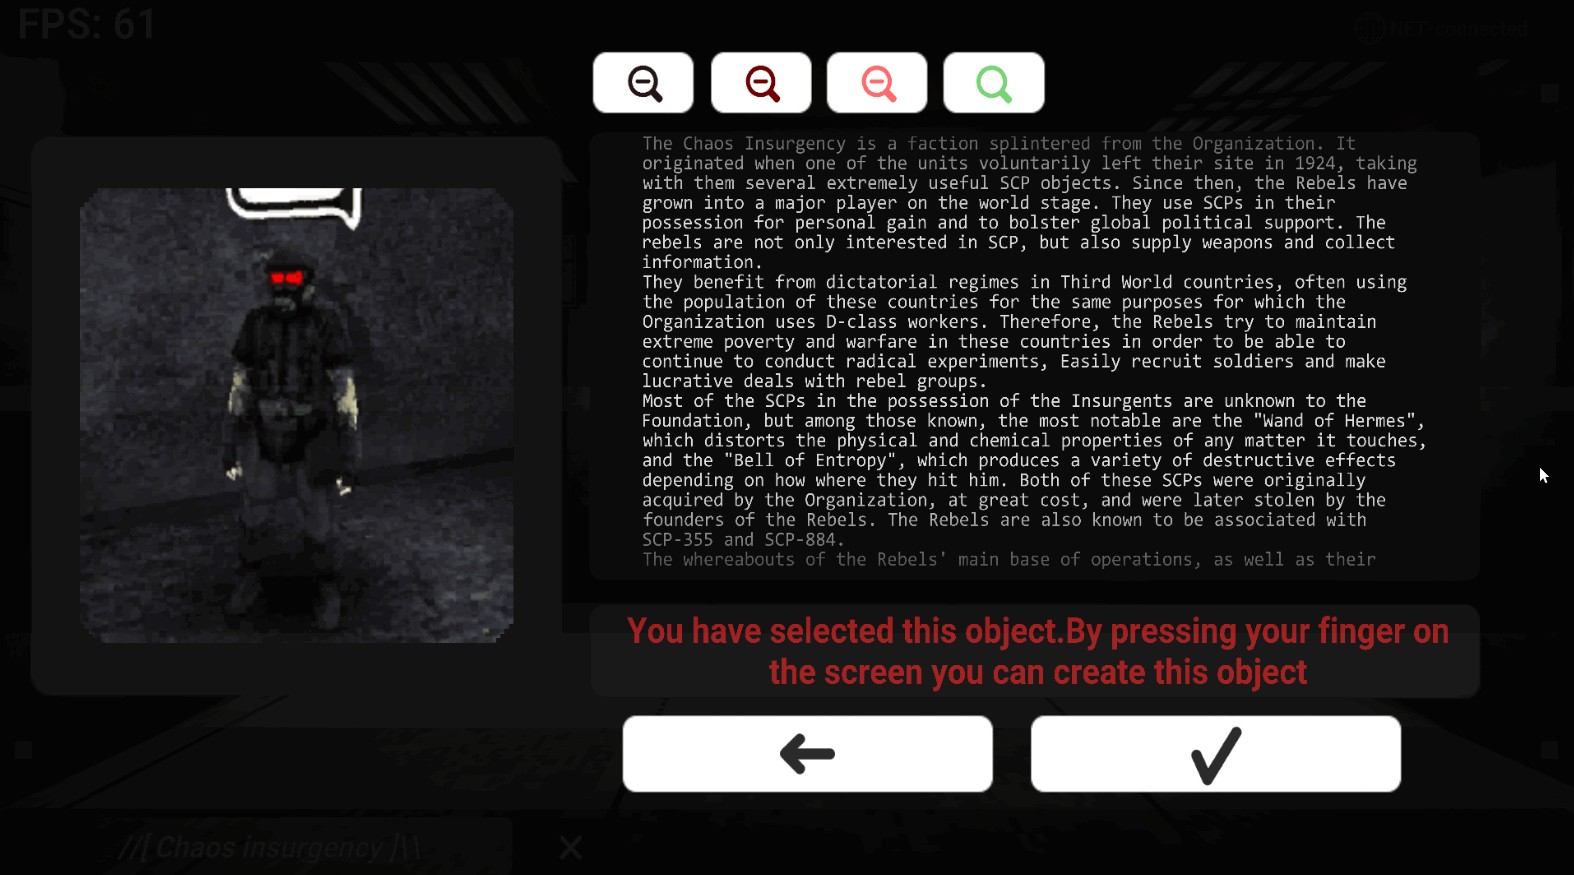 FPS: 61
NET-connected
The Chaos Insurgency is a faction splintered from the Organization. It
originated when one of the units voluntarily left their site in 1924, taking
with them several extremely useful SCP objects. Since then, the Rebels have
grown into a major player on the world stage. They use SCPs in their
possession for personal gain and to bolster global political support. The
rebels are not only interested in SCP, but also supply weapons and collect
information.
They benefit from dictatorial regimes in Third World countries, often using
the population of these countries for the same purposes for which the
Organization uses D-class workers. Therefore, the Rebels try to maintain
extreme poverty and warfare in these countries in order to be able to
continue to conduct radical experiments, Easily recruit soldiers and make
lucrative deals with rebel groups.
Most of the SCPs in the possession of the Insurgents are unknown to the
Foundation, but among those known, the most notable are the "Wand of Hermes",
which distorts the physical and chemical properties of any matter it touches,
and the "Bell of Entropy", which produces a variety of destructive effects
depending on how where they hit him. Both of these SCPs were originally
acquired by the Organization, at great cost, and were later stolen by the
founders of the Rebels. The Rebels are also known to be associated with
SCP-355 and SCP-884.
The whereabouts of the Rebels' main base of operations, as well as their
You have selected this object.By pressing your finger on
the screen you can create this object
//[ Chaos insurgency ]\\